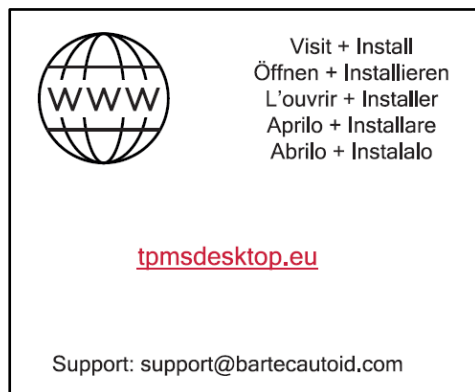 WWW
Visit + Install
Öffnen + Installieren
L'ouvrir + Installer
Aprilo + Installare
Abrilo + Instalalo
tpmsdesktop.eu
Support: support@bartecautoid.com